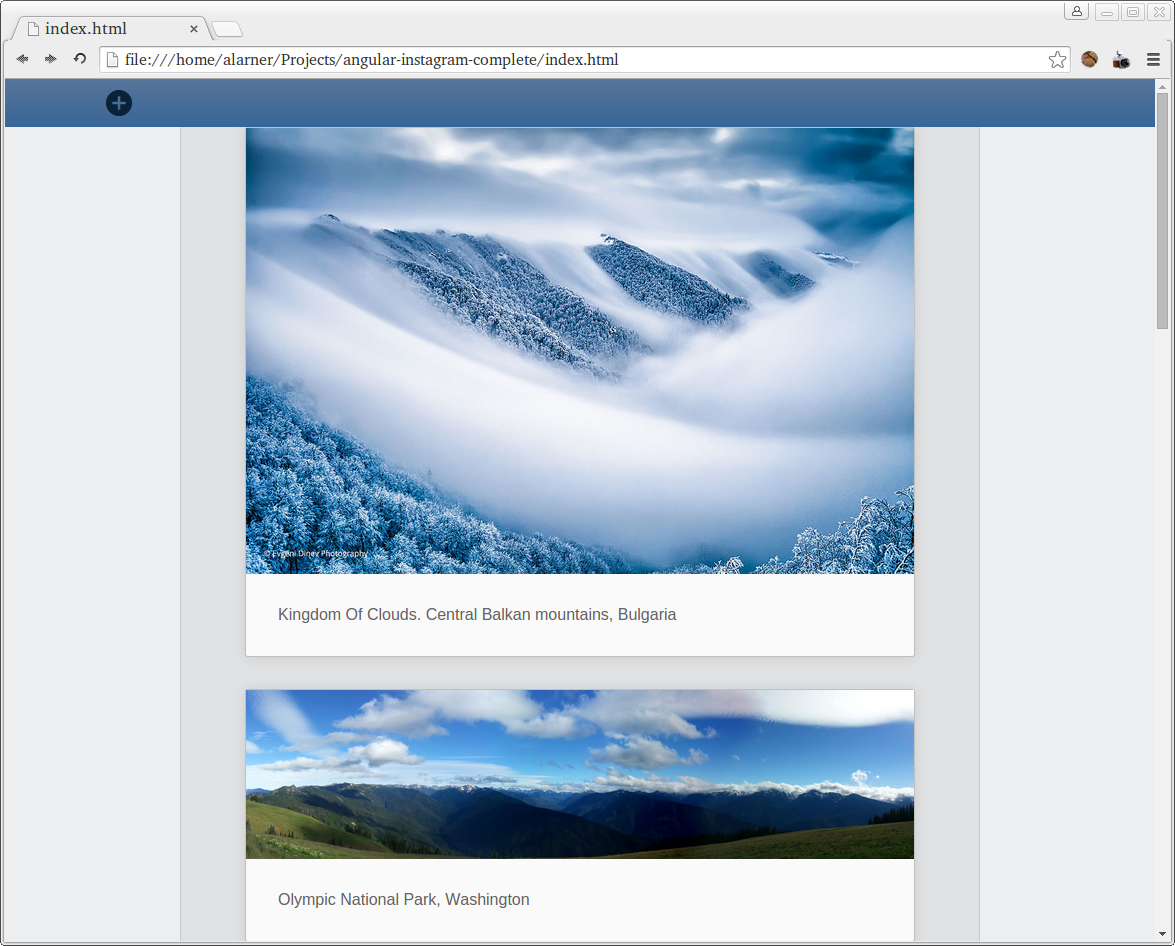 index.html
file:///home/alarner/Projects/angular-instagram-complete/index.html
© Evgeni Dinev Photography
Kingdom Of Clouds. Central Balkan mountains, Bulgaria
Olympic National Park, Washington